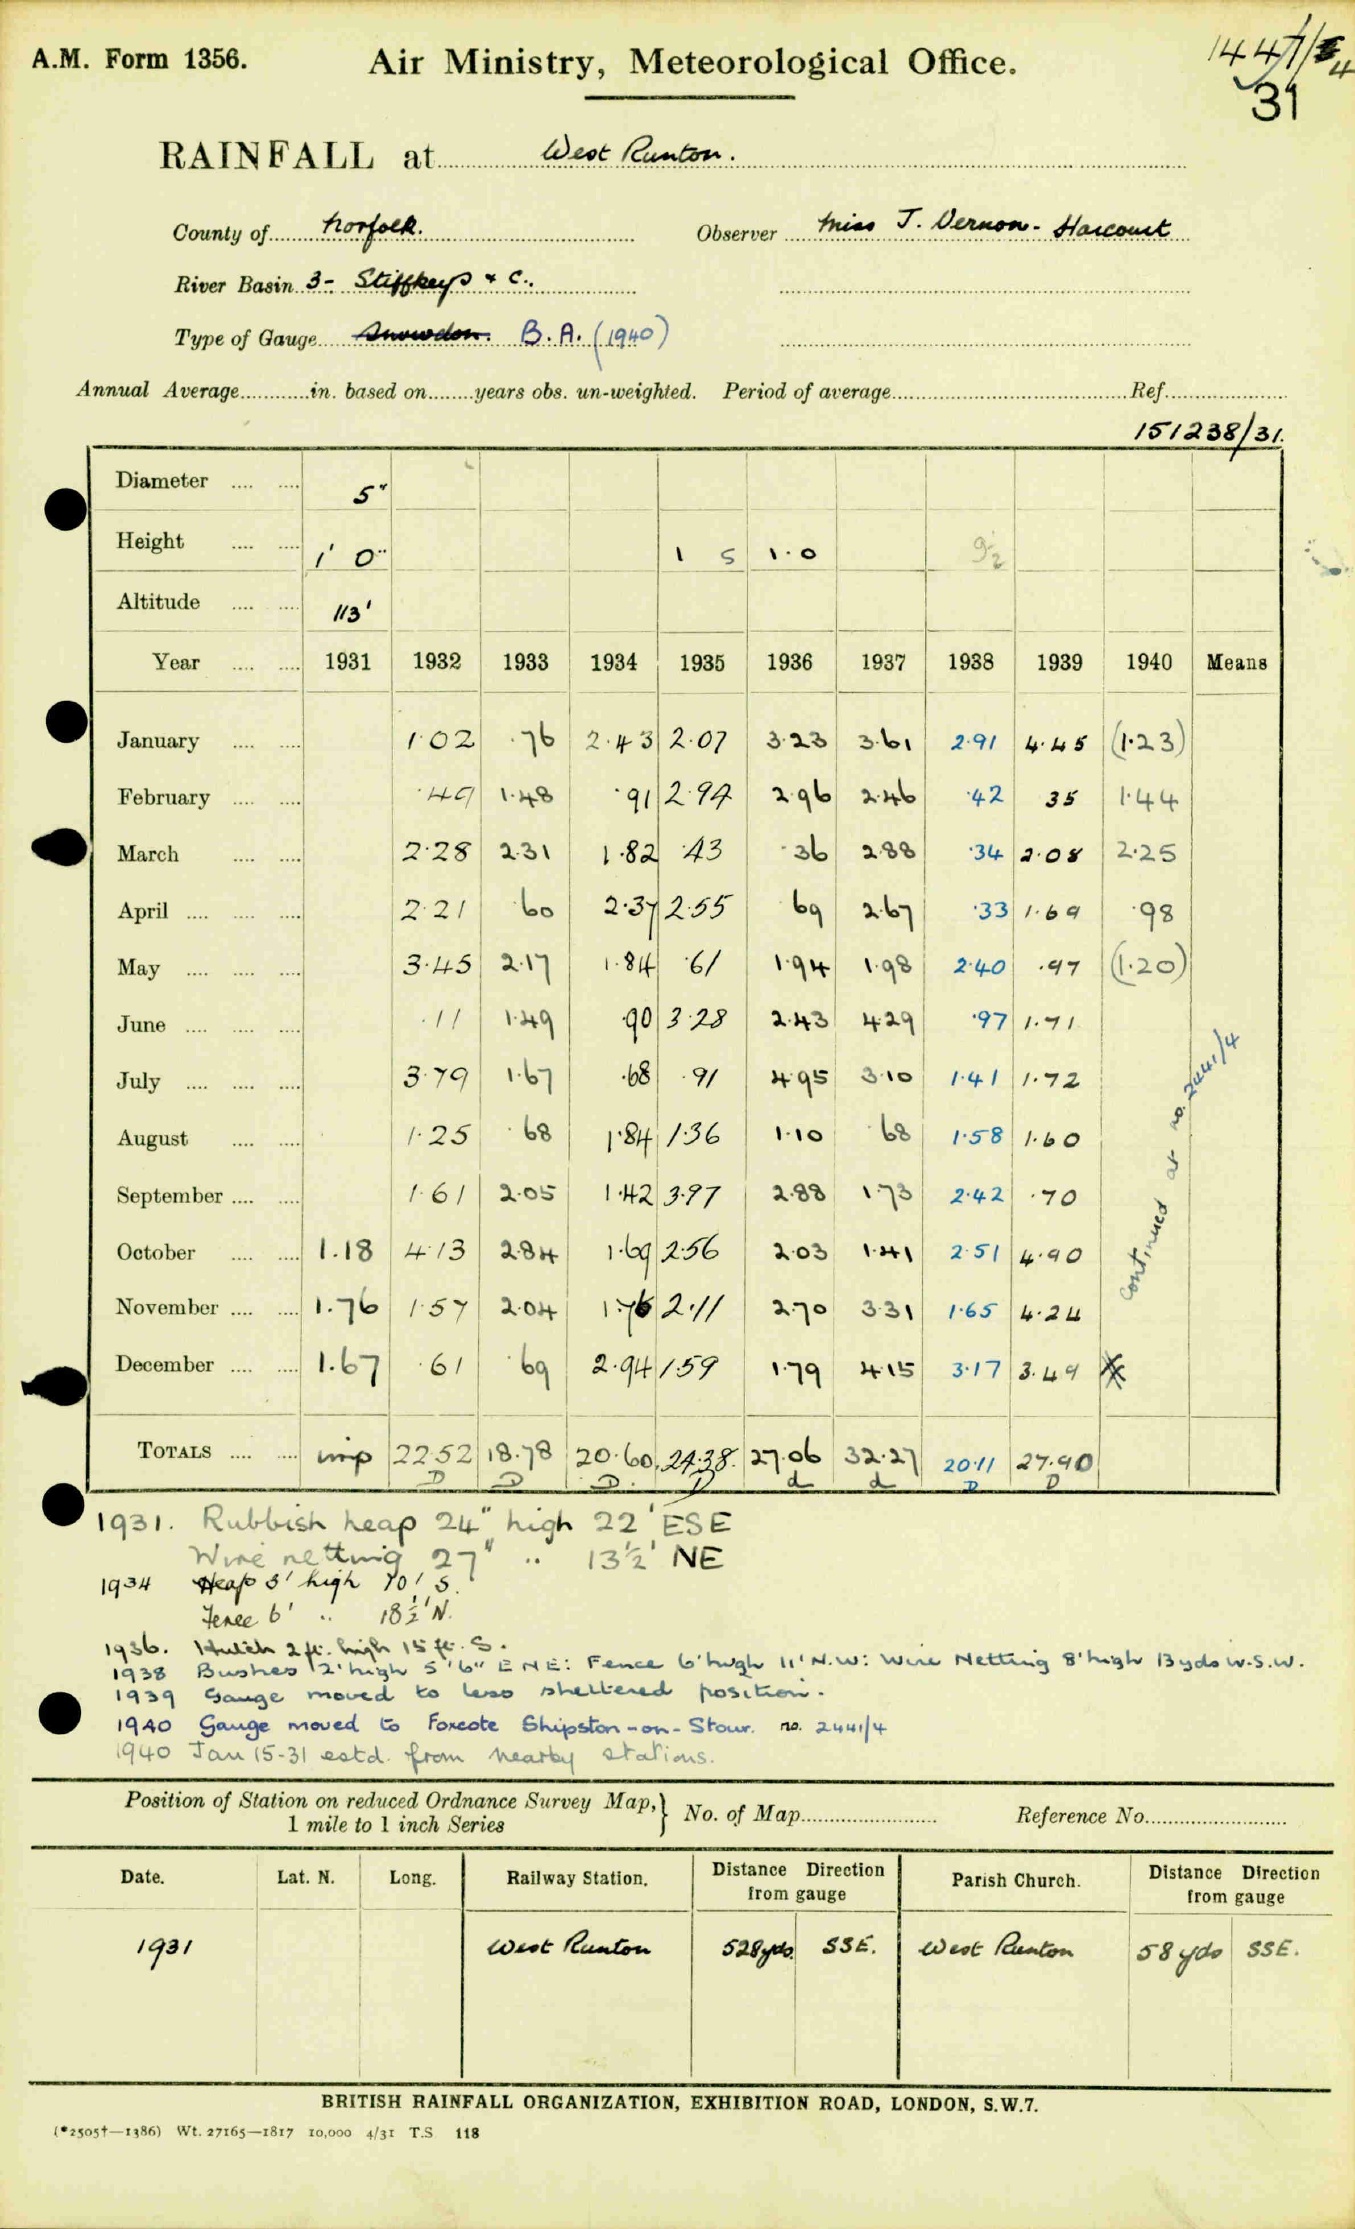 A.M. Form 1356. Air Ministry, Meteorological Office.
31
RAINFALL at West Runton.
County of Norfolk. Observer Miss J. Vernon-Harcourt
River Basin 3- Stiffkeys & C.
Type of Gauge Snowdon. B.A. (1940)
Annual Average in. based on years obs. un-weighted. Period of average Ref.
151238/31.
Diameter 5"
Height 1' 0" 1 5 1.0 9½
Altitude 113'
Year 1931 1932 1933 1934 1935 1936 1937 1938 1939 1940 Means
January 1.02 .76 2.43 2.07 3.23 3.61 2.91 4.45 (1.23)
February .49 1.48 .91 2.94 2.96 2.46 .42 35 1.44
March 2.28 2.31 1.82 .43 .36 2.88 .34 2.08 2.25
April 2.21 .60 2.37 2.55 69 2.67 .33 1.69 .98
May 3.45 2.17 1.84 .61 1.94 1.98 2.40 .97 (1.20)
June .11 1.49 .90 3.28 2.43 4.29 .97 1.71
July 3.79 1.67 .68 .91 4.95 3.10 1.41 1.72
August 1.25 .68 1.84 1.36 1.10 .68 1.58 1.60
September 1.61 2.05 1.42 3.97 2.88 1.73 2.42 .70
October 1.18 4.13 2.84 1.69 2.56 2.03 1.41 2.51 4.90
November 1.76 1.57 2.04 1.76 2.11 2.70 3.31 1.65 4.24
December 1.67 .61 .69 2.94 1.59 1.79 4.15 3.17 3.49
Continued at no. 2441/4
TOTALS imp 22.52 18.78 20.60 24.38. 27.06 32.27 20.11 27.90
D D D. D d d D D
1931. Rubbish heap 24" high 22' ESE
Wire netting 27" " 13½' NE
1934 Heap 3' high 10' S.
Fence 6' " 18½' N.
1936. Hutch 2 ft. high 15 ft. S.
1938 Bushes 2' high 5'6" ENE: Fence 6' high 11' N.W: Wire Netting 8' high 13 yds W.S.W.
1939 Gauge moved to less sheltered position.
1940 Gauge moved to Foxcote Shipston-on-Stour. no. 2441/4
1940 Jan 15-31 estd. from nearby stations.
Position of Station on reduced Ordnance Survey Map,} No. of Map Reference No.
1 mile to 1 inch Series
Date. Lat. N. Long. Railway Station. Distance Direction from gauge Parish Church. Distance Direction from gauge
1931 West Runton 528 yds. SSE. West Runton 58 yds SSE.
BRITISH RAINFALL ORGANIZATION, EXHIBITION ROAD, LONDON, S.W.7.
(*2505†—1386) Wt. 27165—1817 10,000 4/31 T.S 118